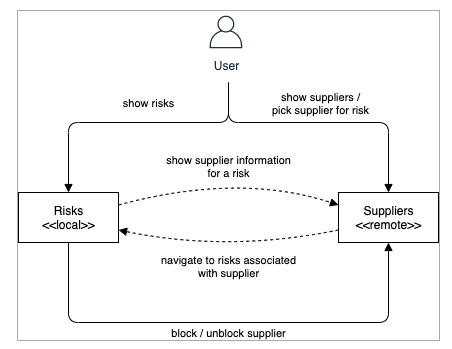 User
show risks
show suppliers /
pick supplier for risk
show supplier information
for a risk
Risks
<<local>>
Suppliers
<<remote>>
navigate to risks associated
with supplier
block / unblock supplier